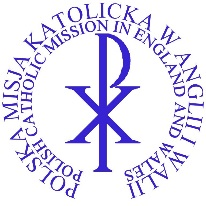 POLSKA MISJA KATOLICKA W ANGLII I WALII
POLISH CATHOLIC MISSION IN ENGLAND AND WALES